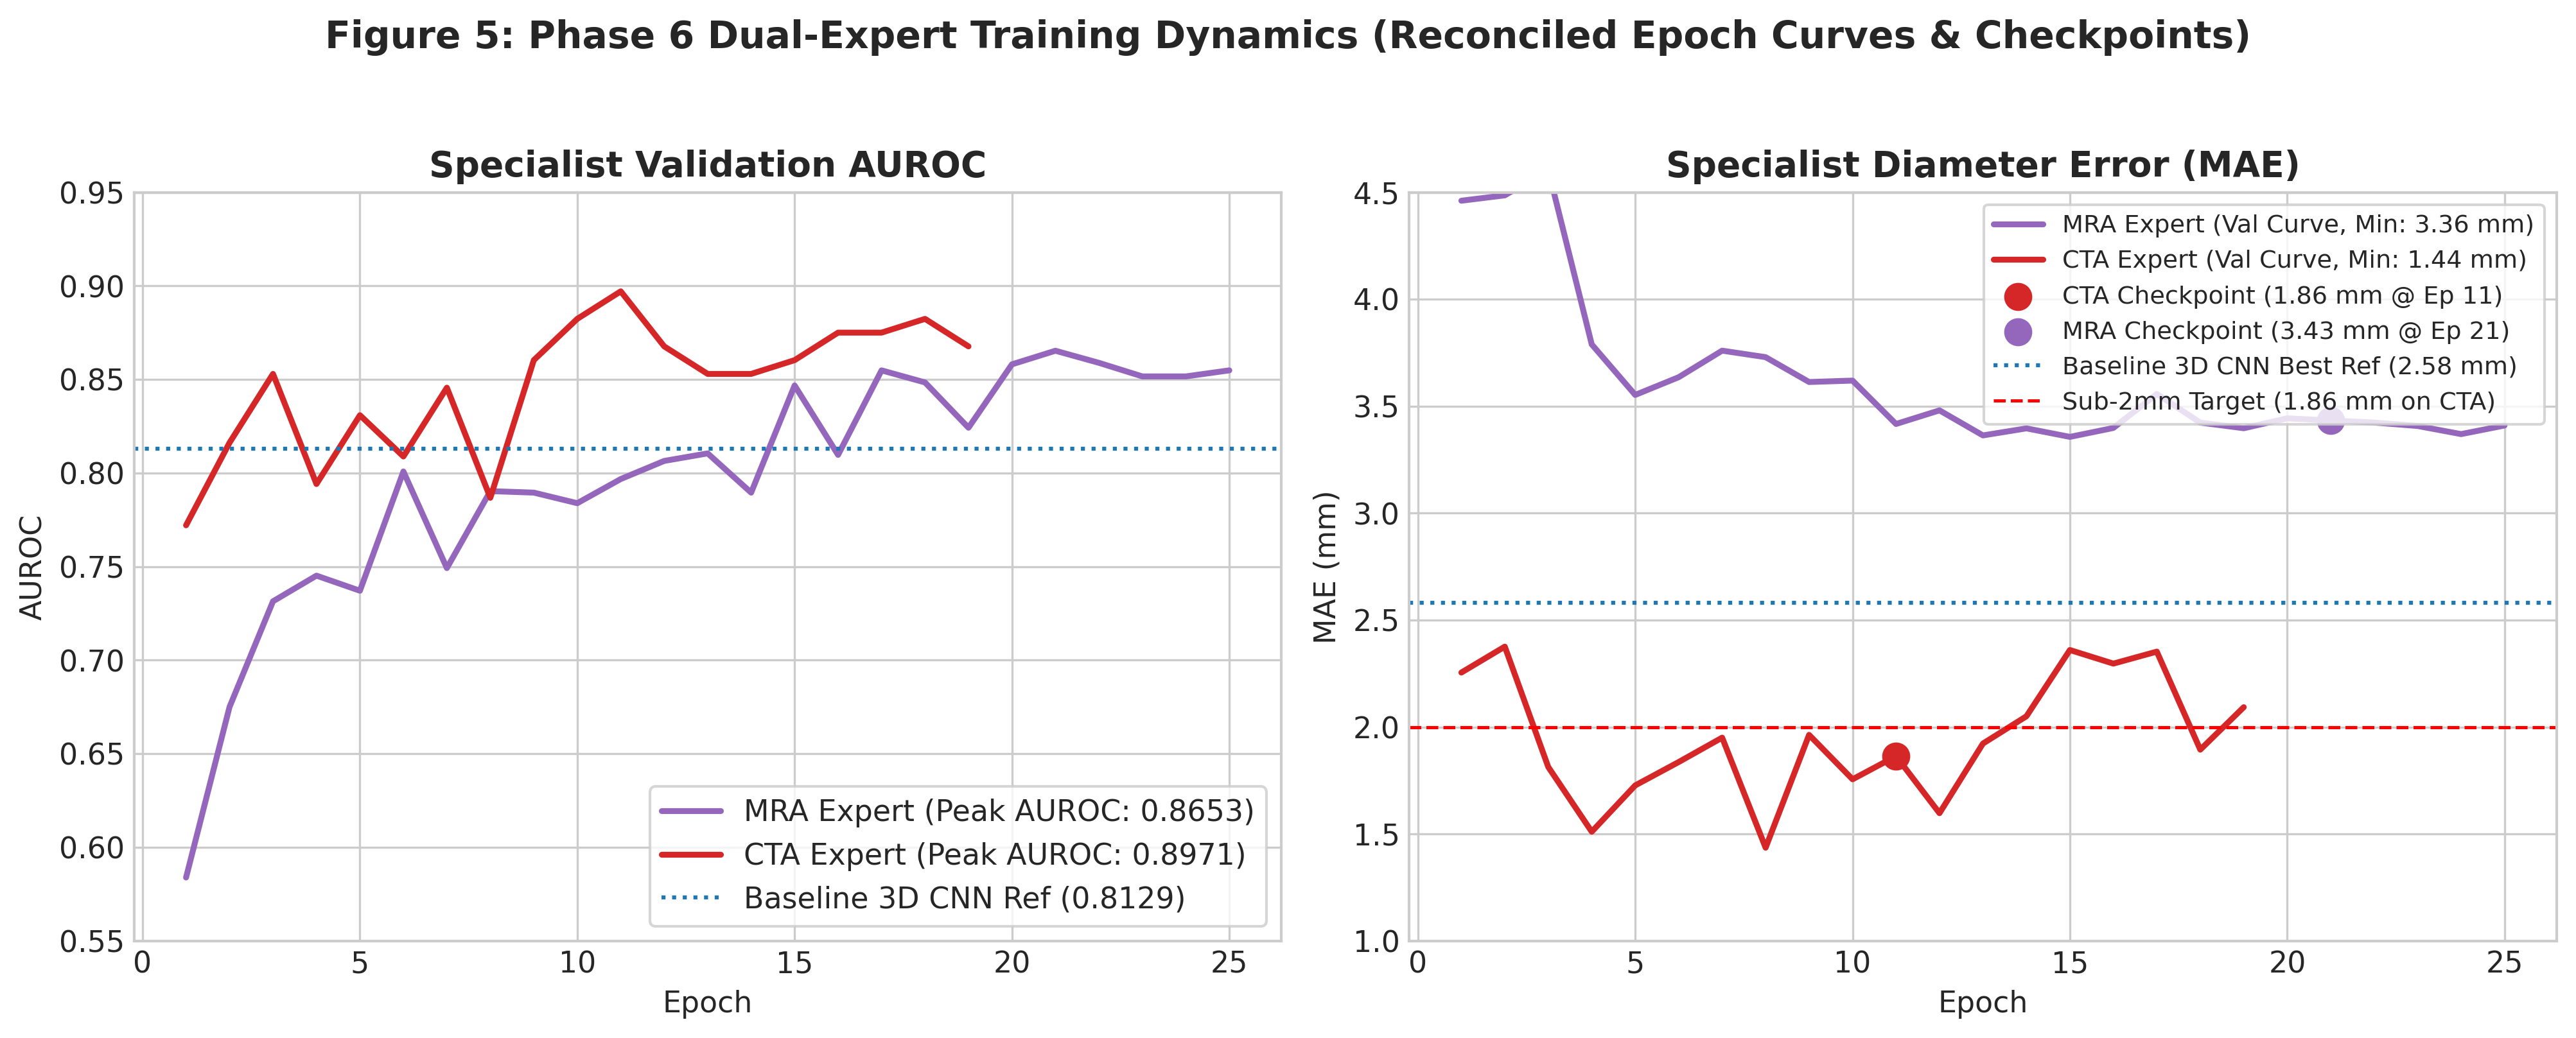 Figure 5: Phase 6 Dual-Expert Training Dynamics (Reconciled Epoch Curves & Checkpoints)
Specialist Validation AUROC
0.95
0.90
0.85
0.80
0.75
0.70
0.65
0.60
0.55
AUROC
0 5 10 15 20 25
Epoch
MRA Expert (Peak AUROC: 0.8653)
CTA Expert (Peak AUROC: 0.8971)
Baseline 3D CNN Ref (0.8129)
Specialist Diameter Error (MAE)
4.5
4.0
3.5
3.0
2.5
2.0
1.5
1.0
MAE (mm)
0 5 10 15 20 25
Epoch
MRA Expert (Val Curve, Min: 3.36 mm)
CTA Expert (Val Curve, Min: 1.44 mm)
CTA Checkpoint (1.86 mm @ Ep 11)
MRA Checkpoint (3.43 mm @ Ep 21)
Baseline 3D CNN Best Ref (2.58 mm)
Sub-2mm Target (1.86 mm on CTA)